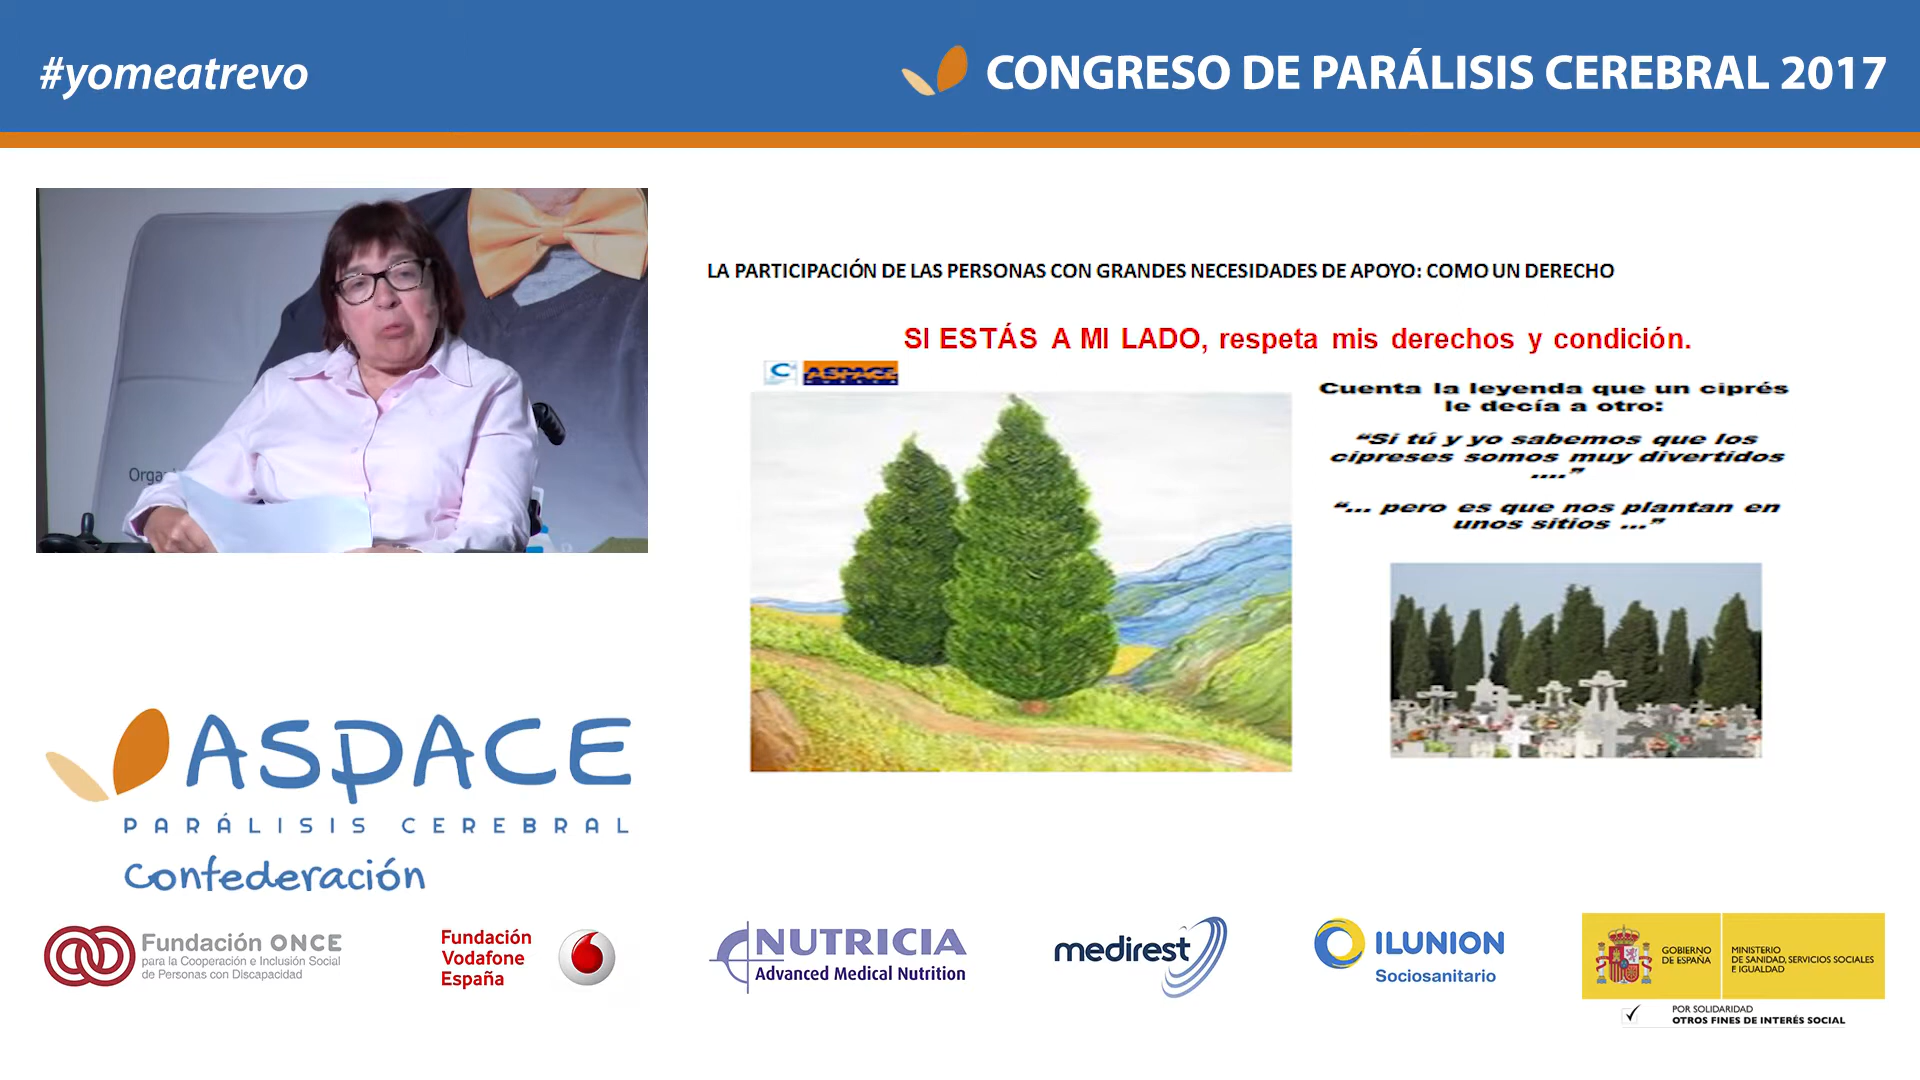 #yomeatrevo
CONGRESO DE PARÁLISIS CEREBRAL 2017
Orga
LA PARTICIPACIÓN DE LAS PERSONAS CON GRANDES NECESIDADES DE APOYO: COMO UN DERECHO
SI ESTÁS A MI LADO, respeta mis derechos y condición.
C
ASPACE
HUESCA
Cuenta la leyenda que un ciprés
le decía a otro:
“Si tú y yo sabemos que los
cipreses somos muy divertidos
....”
“... pero es que nos plantan en
unos sitios ...”
ASPACE
PARÁLISIS CEREBRAL
Confederación
Fundación ONCE
para la Cooperación e Inclusión Social
de Personas con Discapacidad
Fundación
Vodafone
España
NUTRICIA
Advanced Medical Nutrition
medirest
ILUNION
Sociosanitario
GOBIERNO
DE ESPAÑA
MINISTERIO
DE SANIDAD, SERVICIOS SOCIALES
E IGUALDAD
POR SOLIDARIDAD
OTROS FINES DE INTERÉS SOCIAL